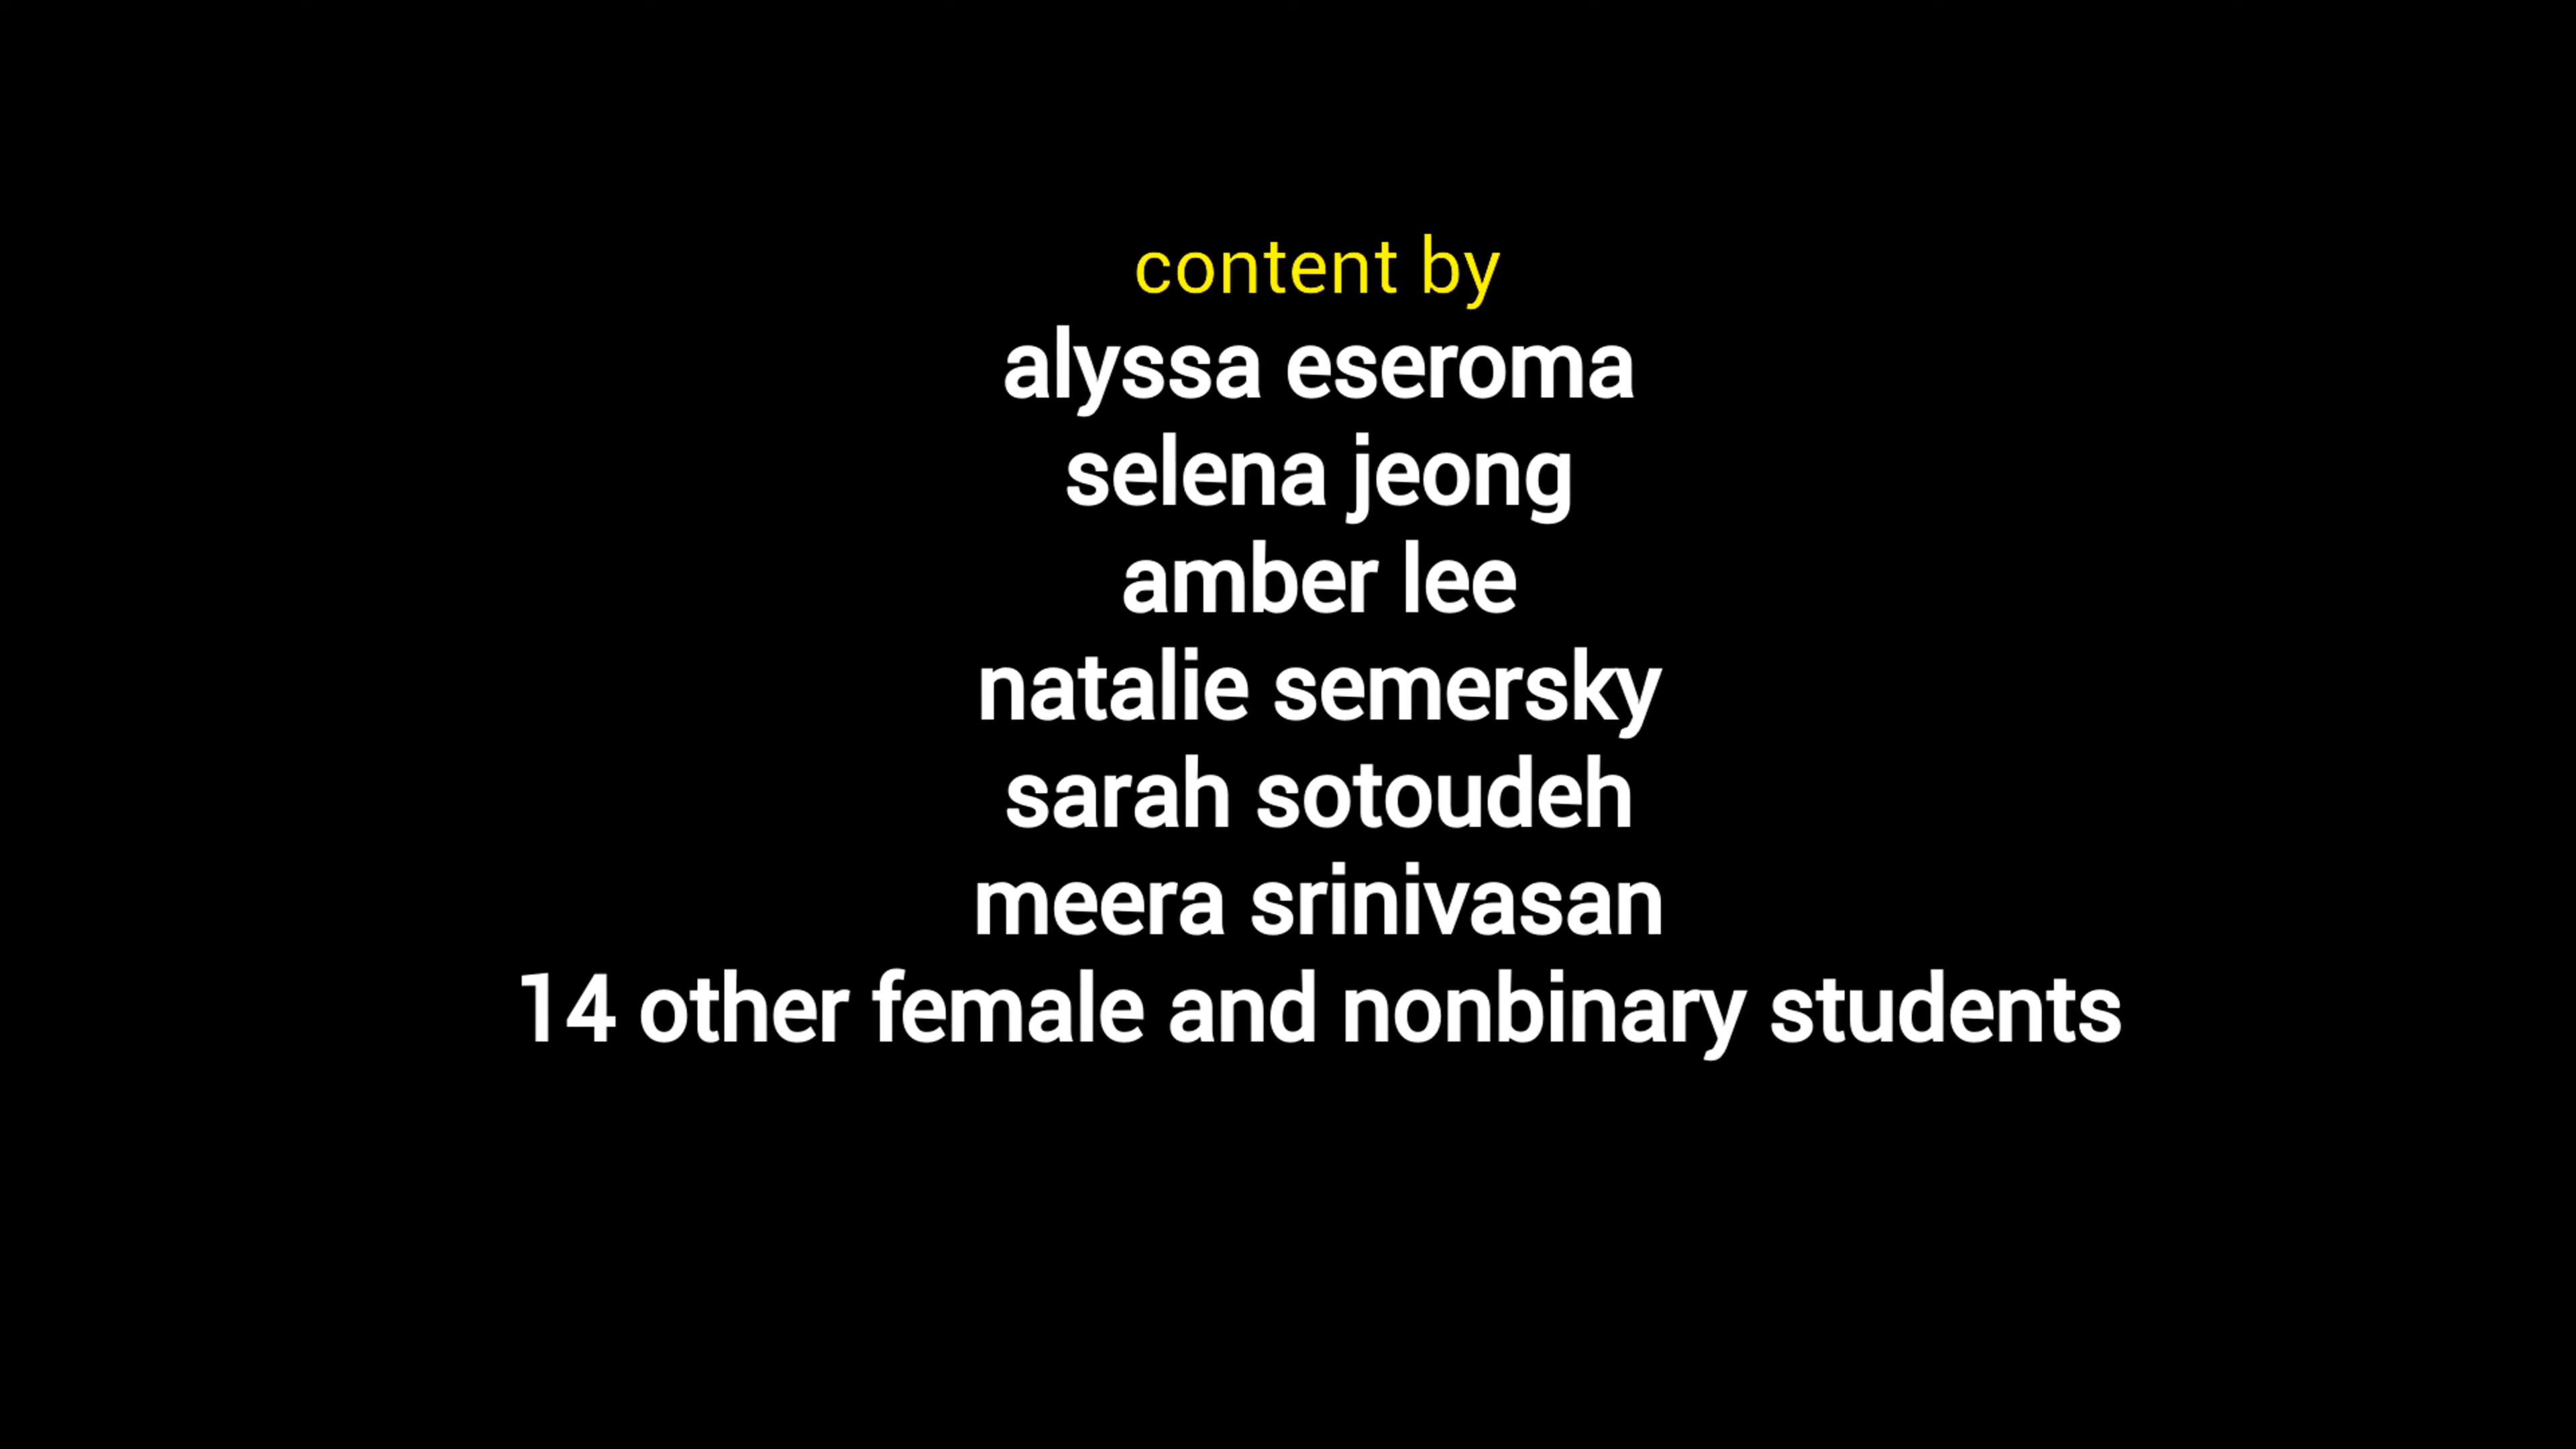 content by
alyssa eseroma
selena jeong
amber lee
natalie semersky
sarah sotoudeh
meera srinivasan
14 other female and nonbinary students